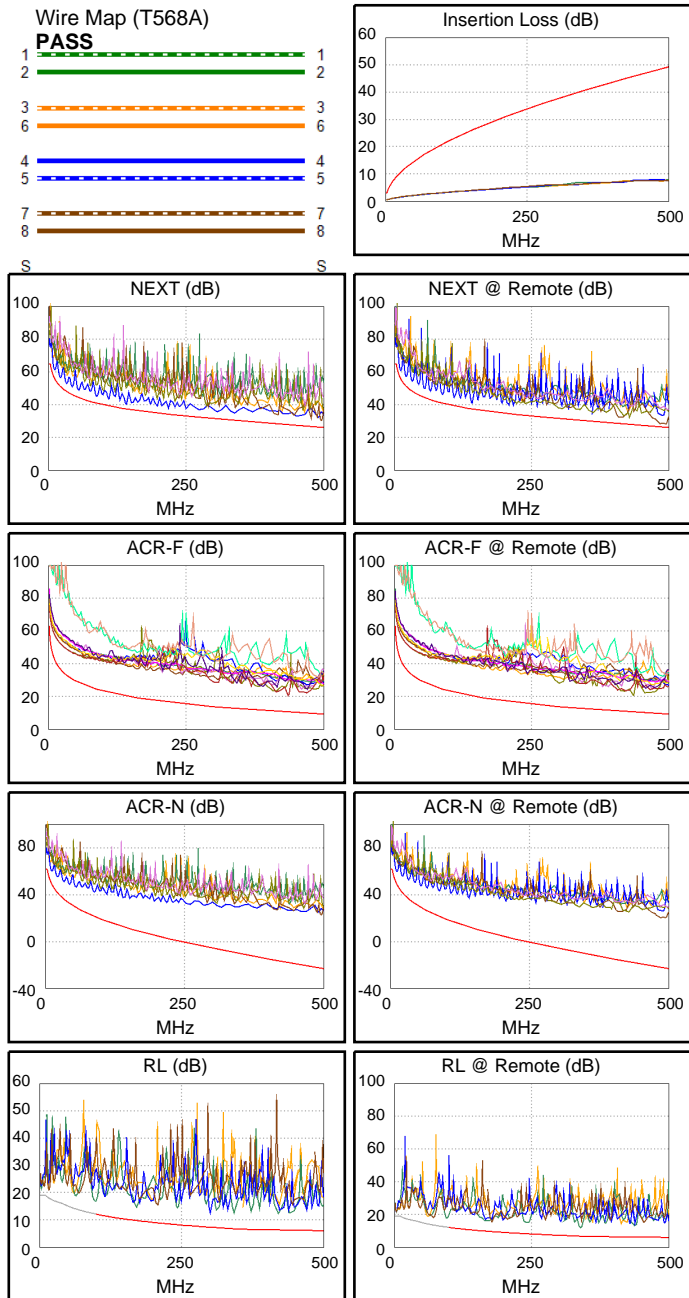 Wire Map (T568A)
PASS
1 1
2 2
3 3
6 6
4 4
5 5
7 7
8 8
S S
Insertion Loss (dB)
60
50
40
30
20
10
0
0 250 500
MHz
NEXT (dB)
100
80
60
40
20
0
0 250 500
MHz
NEXT @ Remote (dB)
100
80
60
40
20
0
0 250 500
MHz
ACR-F (dB)
100
80
60
40
20
0
0 250 500
MHz
ACR-F @ Remote (dB)
100
80
60
40
20
0
0 250 500
MHz
ACR-N (dB)
80
40
0
-40
0 250 500
MHz
ACR-N @ Remote (dB)
80
40
0
-40
0 250 500
MHz
RL (dB)
60
50
40
30
20
10
0
0 250 500
MHz
RL @ Remote (dB)
100
80
60
40
20
0
0 250 500
MHz